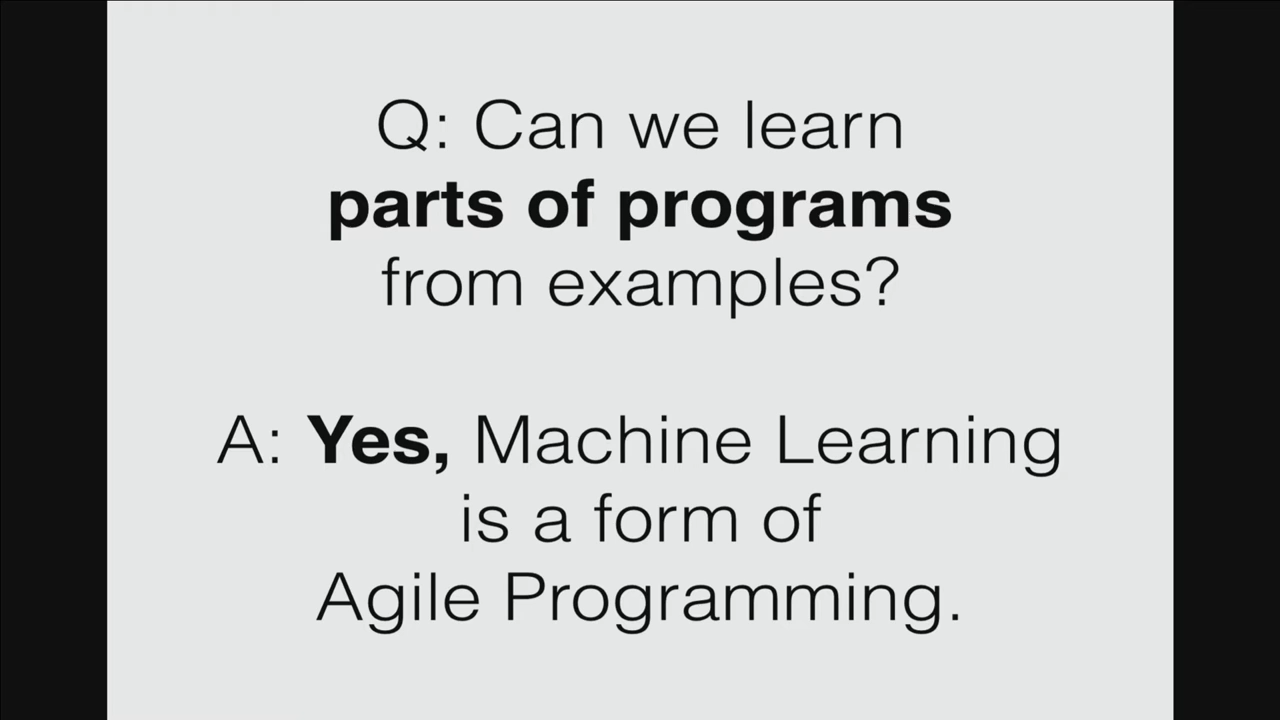 Q: Can we learn
parts of programs
from examples?
A: Yes, Machine Learning
is a form of
Agile Programming.